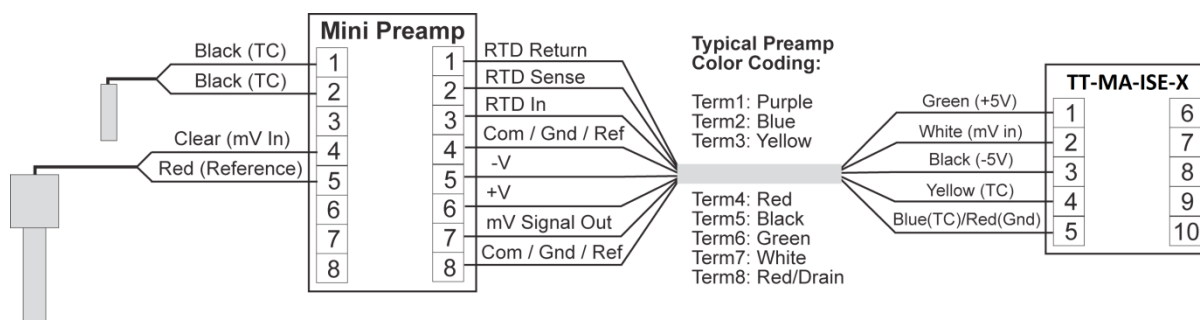 Black (TC)
Black (TC)
Clear (mV In)
Red (Reference)
Mini Preamp
1
2
3
4
5
6
7
8
1
2
3
4
5
6
7
8
RTD Return
RTD Sense
RTD In
Com / Gnd / Ref
-V
+V
mV Signal Out
Com / Gnd / Ref
Typical Preamp
Color Coding:
Term1: Purple
Term2: Blue
Term3: Yellow
Term4: Red
Term5: Black
Term6: Green
Term7: White
Term8: Red/Drain
Green (+5V)
White (mV in)
Black (-5V)
Yellow (TC)
Blue(TC)/Red(Gnd)
TT-MA-ISE-X
1
2
3
4
5
6
7
8
9
10